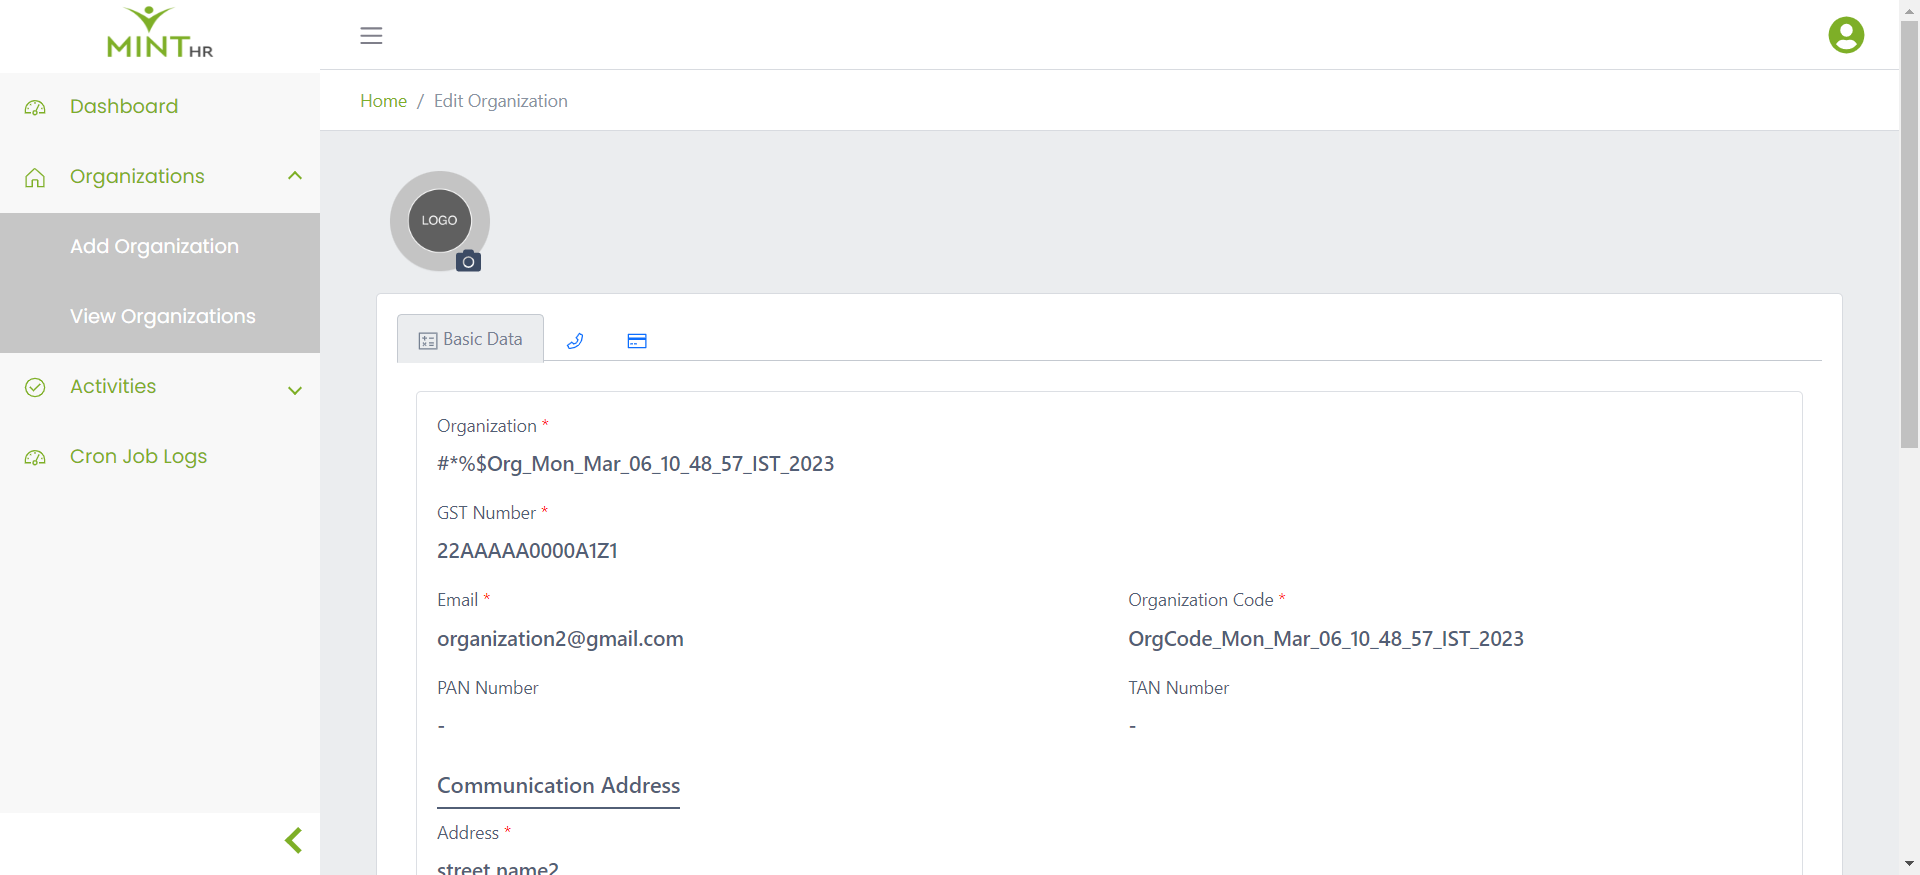 MINT HR
Home / Edit Organization
Dashboard
Organizations
Add Organization
View Organizations
Activities
Cron Job Logs
LOGO
Basic Data
Organization *
#*%$Org_Mon_Mar_06_10_48_57_IST_2023
GST Number *
22AAAAA0000A1Z1
Email *
organization2@gmail.com
Organization Code *
OrgCode_Mon_Mar_06_10_48_57_IST_2023
PAN Number
-
TAN Number
-
Communication Address
Address *
street name2